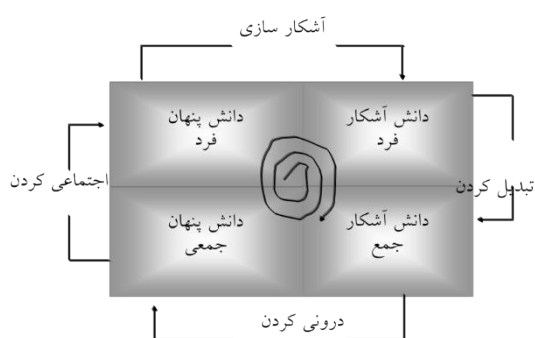 آشکار سازی
دانش آشکار
فرد
دانش پنهان
فرد
تبدیل کردن
اجتماعی کردن
دانش آشکار
جمع
دانش پنهان
جمعی
درونی کردن